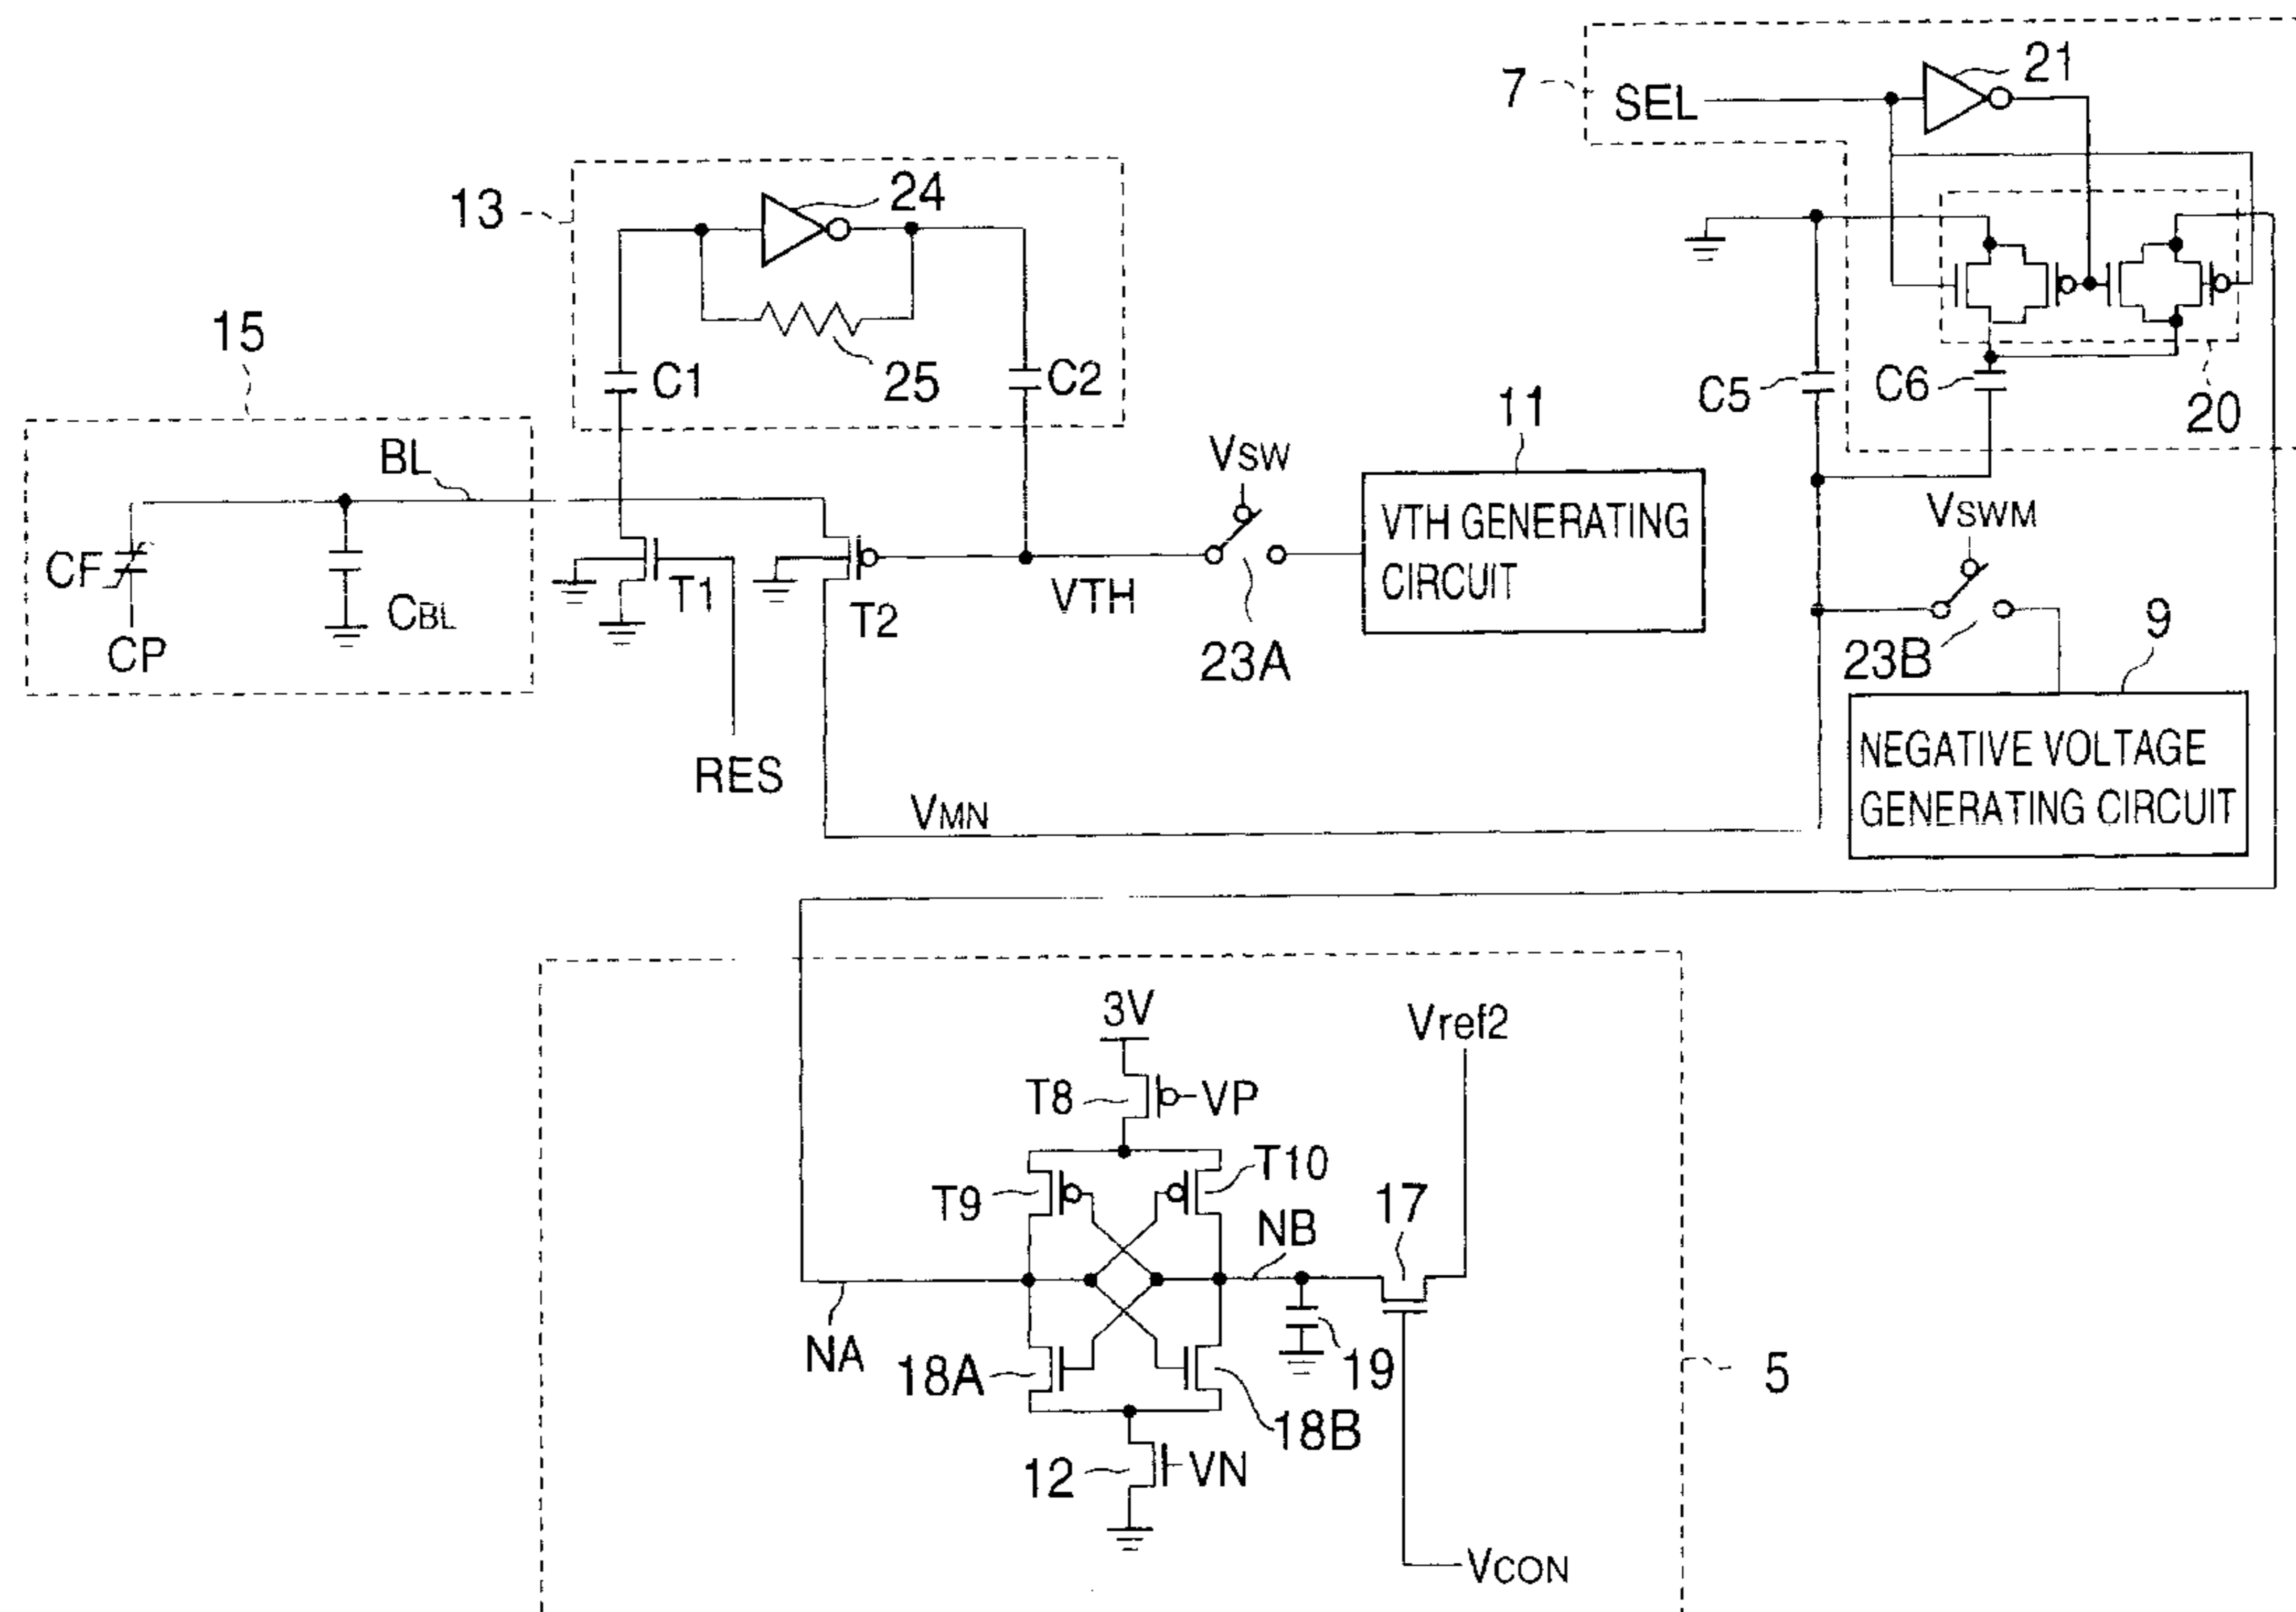 7
SEL
21
13
24
25
C1
C2
15
BL
CF
CBL
CP
T1
T2
RES
VTH
VSW
23A
11
VTH GENERATING
CIRCUIT
C5
C6
20
VSWM
23B
9
NEGATIVE VOLTAGE
GENERATING CIRCUIT
VMN
3V
Vref2
T8
VP
T9
T10
NB
17
NA
18A
18B
19
5
12
VN
VCON